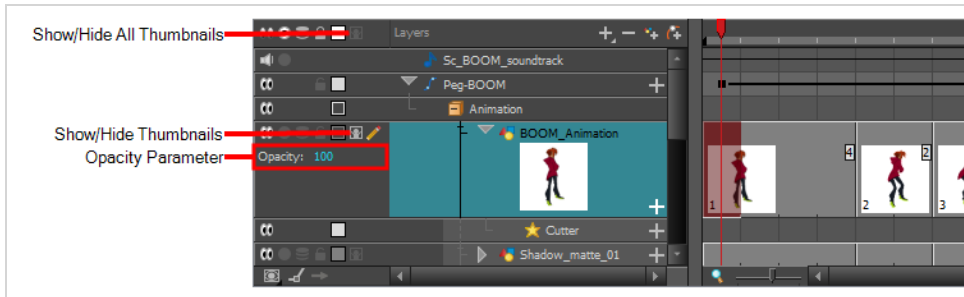 Show/Hide All Thumbnails
Layers
Sc_BOOM_soundtrack
Peg-BOOM
Animation
Show/Hide Thumbnails
BOOM_Animation
Opacity Parameter
Opacity: 100
4
2
1
2
3
Cutter
Shadow_matte_01